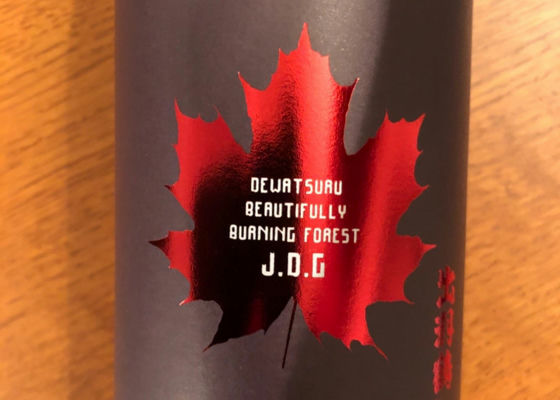 DEWATSURU
BEAUTIFULLY
BURNING FOREST
J.D.G